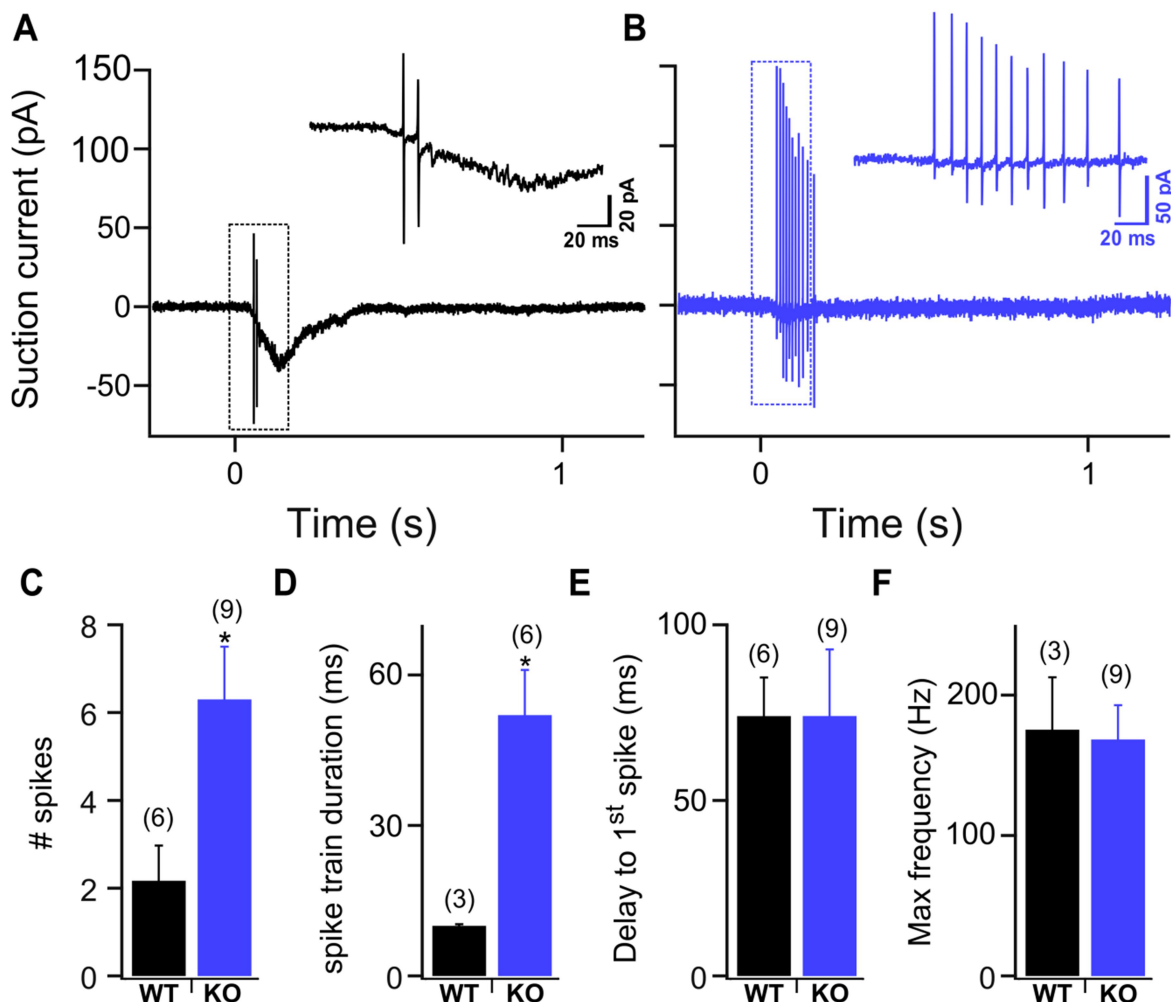 A
B
150
100
50
0
-50
Suction current (pA)
20 pA
20 ms
50 pA
20 ms
0
1
0
1
Time (s)
Time (s)
C
D
E
F
8
6
4
2
0
# spikes
(6)
(9)
*
WT
KO
60
30
0
spike train duration (ms)
(3)
(6)
*
WT
KO
100
50
0
Delay to 1st spike (ms)
(6)
(9)
WT
KO
200
100
0
Max frequency (Hz)
(3)
(9)
WT
KO